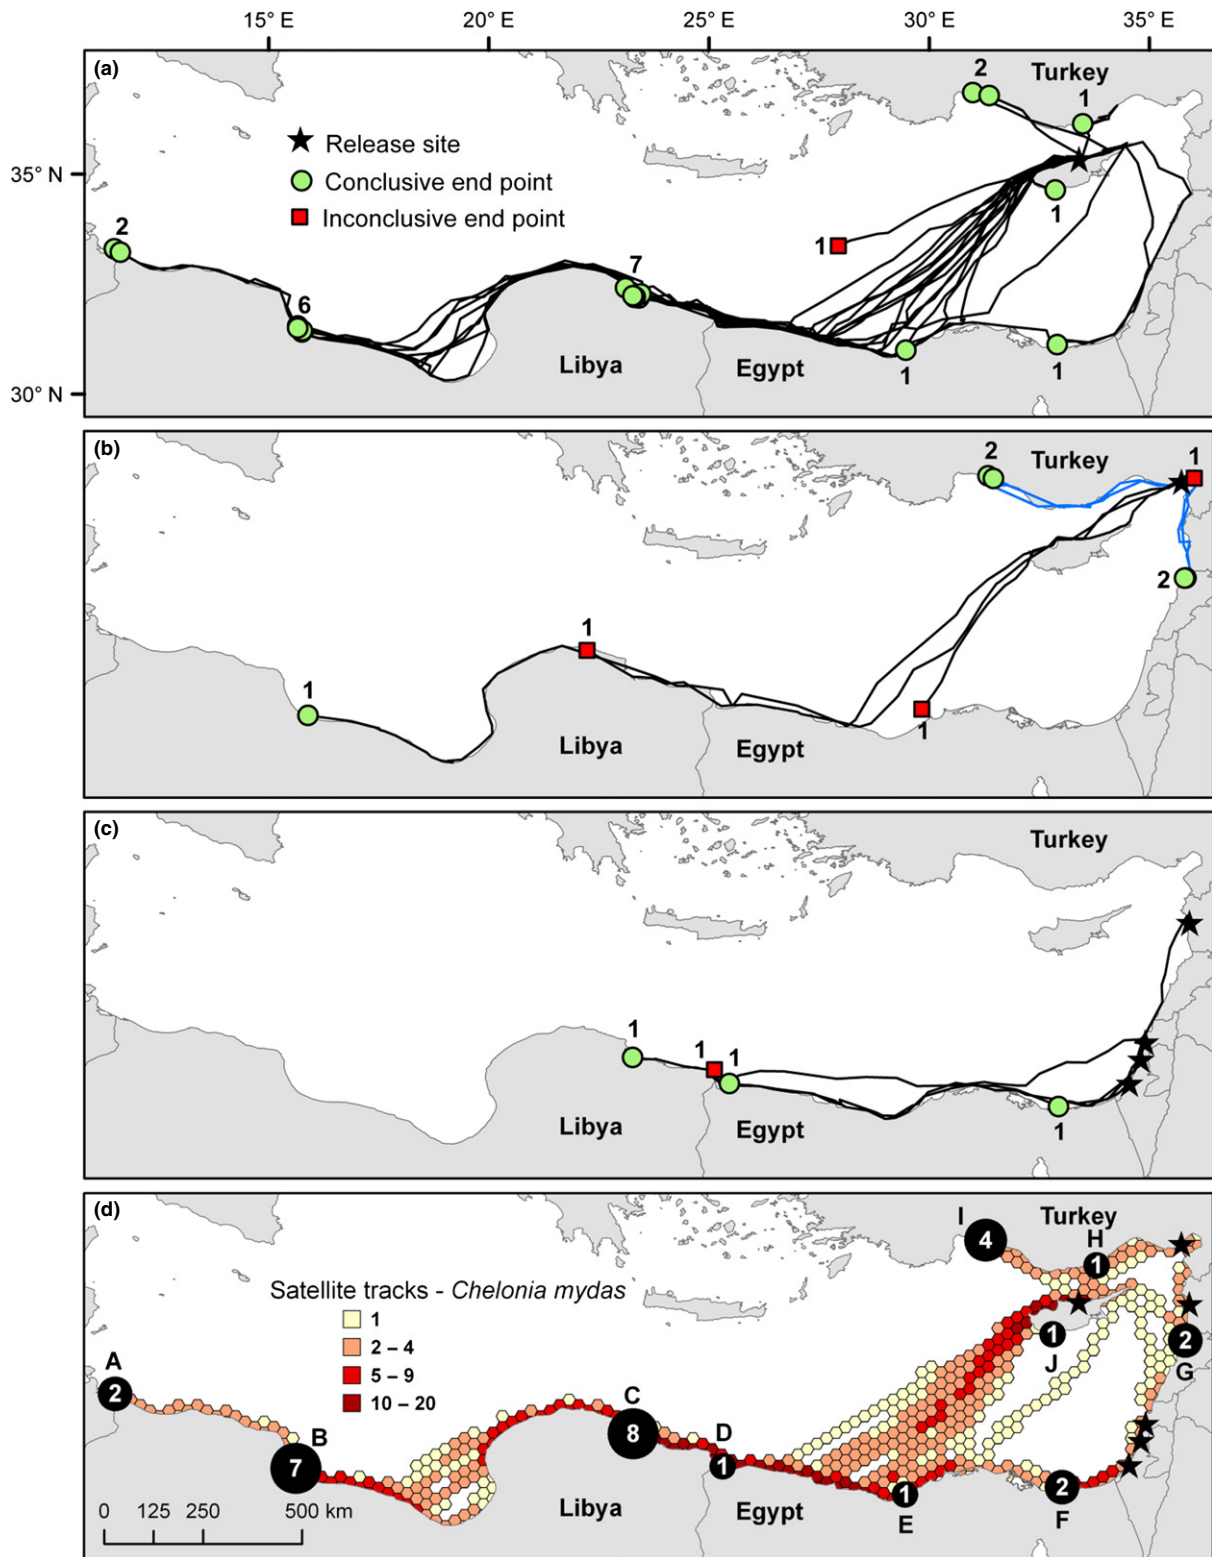 15° E 20° E 25° E 30° E 35° E
(a)
2
Turkey
1
Release site
35° N
Conclusive end point
1
Inconclusive end point
2
1
7
6
Libya
Egypt
1
1
30° N
(b)
2
Turkey
1
2
1
1
1
Libya
Egypt
(c)
Turkey
1
1
1
Libya
Egypt
1
(d)
I
4
Turkey
H
1
Satellite tracks - Chelonia mydas
1
2 – 4
5 – 9
10 – 20
1
J
2
G
A
2
C
8
B
7
D
1
1
E
2
F
0 125 250 500 km
Libya
Egypt